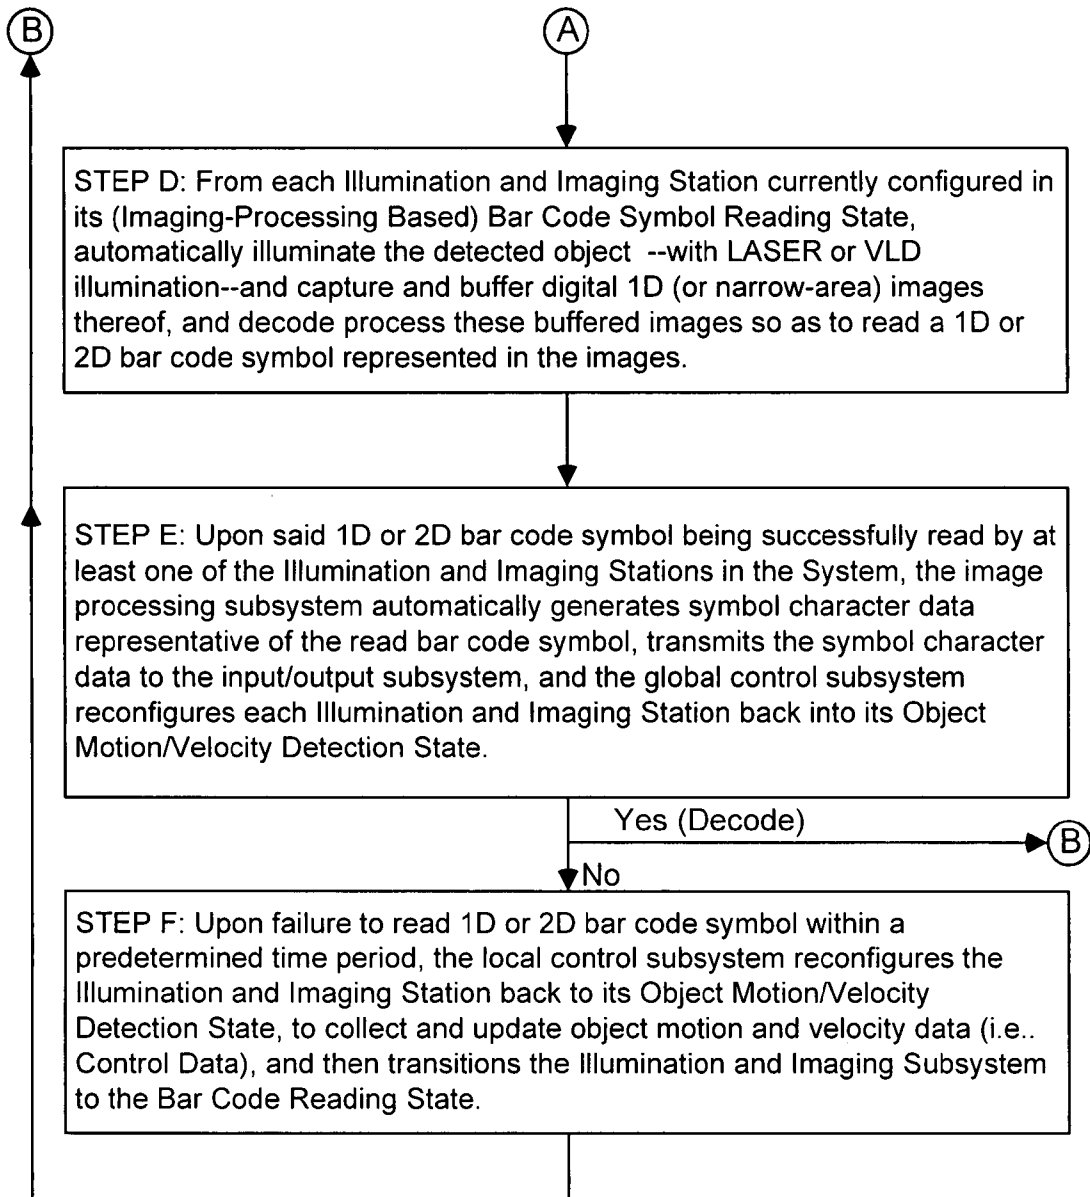 B
A
STEP D: From each Illumination and Imaging Station currently configured in
its (Imaging-Processing Based) Bar Code Symbol Reading State,
automatically illuminate the detected object --with LASER or VLD
illumination--and capture and buffer digital 1D (or narrow-area) images
thereof, and decode process these buffered images so as to read a 1D or
2D bar code symbol represented in the images.
STEP E: Upon said 1D or 2D bar code symbol being successfully read by at
least one of the Illumination and Imaging Stations in the System, the image
processing subsystem automatically generates symbol character data
representative of the read bar code symbol, transmits the symbol character
data to the input/output subsystem, and the global control subsystem
reconfigures each Illumination and Imaging Station back into its Object
Motion/Velocity Detection State.
Yes (Decode)
B
No
STEP F: Upon failure to read 1D or 2D bar code symbol within a
predetermined time period, the local control subsystem reconfigures the
Illumination and Imaging Station back to its Object Motion/Velocity
Detection State, to collect and update object motion and velocity data (i.e..
Control Data), and then transitions the Illumination and Imaging Subsystem
to the Bar Code Reading State.